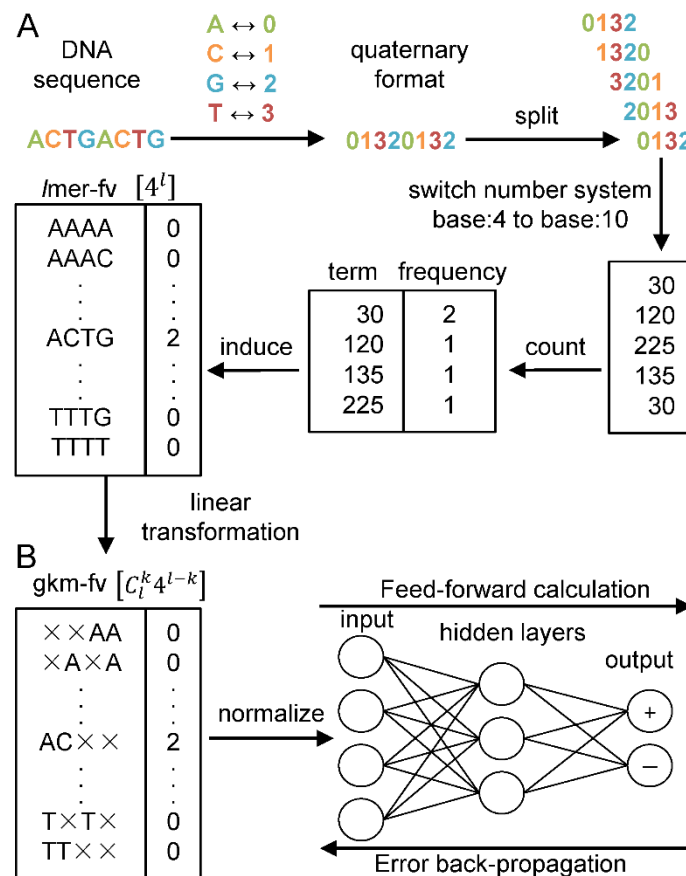 A
DNA
sequence
A ↔ 0
C ↔ 1
G ↔ 2
T ↔ 3
quaternary
format
0132
1320
3201
2013
0132
ACTGACTG
01320132
split
switch number system
base:4 to base:10
30
120
225
135
30
count
term frequency
30 2
120 1
135 1
225 1
induce
lmer-fv [4^l]
AAAA 0
AAAC 0
ACTG 2
TTTG 0
TTTT 0
linear
transformation
B
gkm-fv [C_l^k 4^{l-k}]
××AA 0
×A×A 0
AC×× 2
T×T× 0
TT×× 0
normalize
Feed-forward calculation
input
hidden layers
output
+
−
Error back-propagation